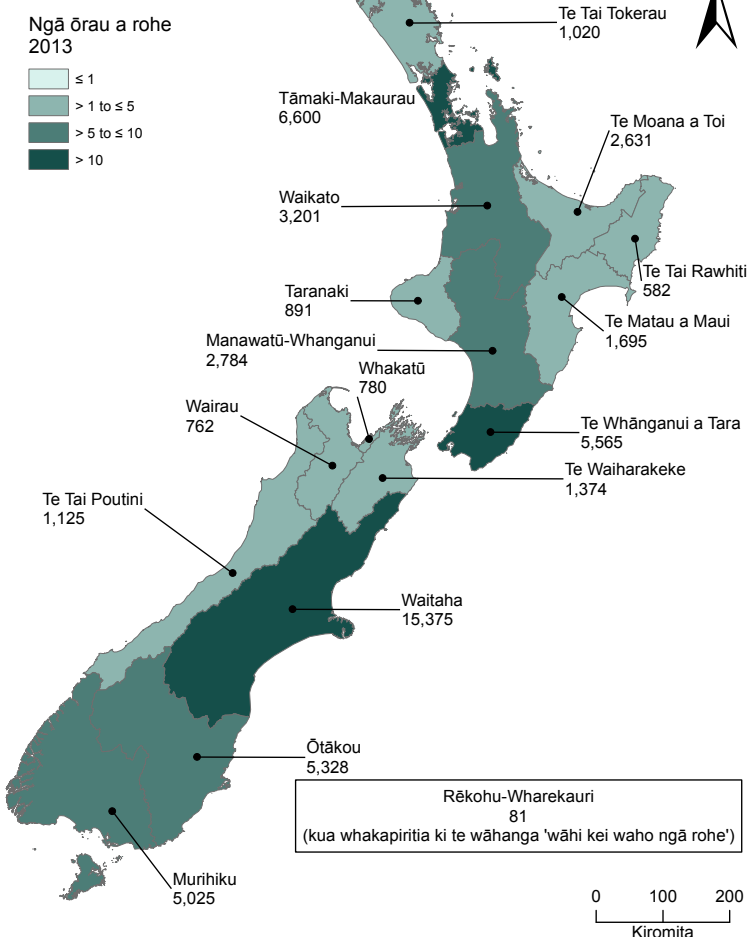 Ngā ōrau a rohe
2013
≤ 1
> 1 to ≤ 5
> 5 to ≤ 10
> 10
Te Tai Tokerau
1,020
Tāmaki-Makaurau
6,600
Te Moana a Toi
2,631
Waikato
3,201
Te Tai Rawhiti
582
Taranaki
891
Te Matau a Maui
1,695
Manawatū-Whanganui
2,784
Whakatū
780
Wairau
762
Te Whānganui a Tara
5,565
Te Waiharakeke
1,374
Te Tai Poutini
1,125
Waitaha
15,375
Ōtākou
5,328
Rēkohu-Wharekauri
81
(kua whakapiritia ki te wāhanga 'wāhi kei waho ngā rohe')
Murihiku
5,025
0 100 200
Kiromita